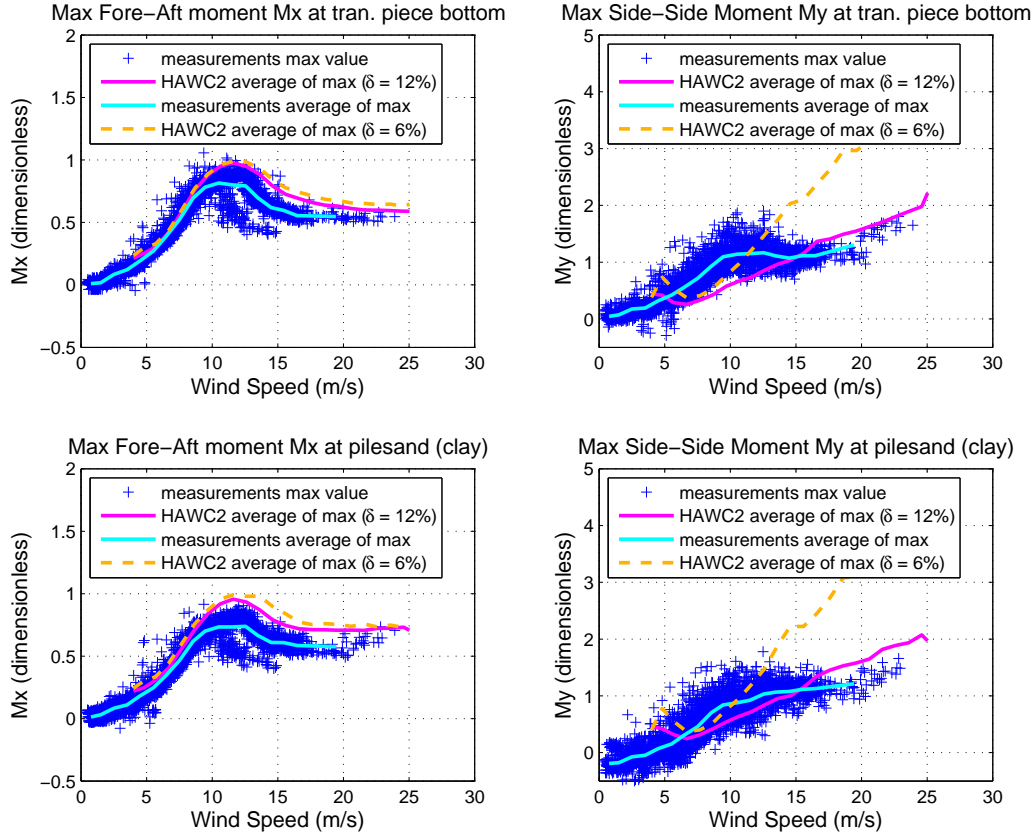 Max Fore−Aft moment Mx at tran. piece bottom
2
1.5
1
0.5
0
−0.5
Mx (dimensionless)
measurements max value
HAWC2 average of max (δ = 12%)
measurements average of max
HAWC2 average of max (δ = 6%)
0 5 10 15 20 25 30
Wind Speed (m/s)
Max Side−Side Moment My at tran. piece bottom
5
4
3
2
1
0
My (dimensionless)
measurements max value
HAWC2 average of max (δ = 12%)
measurements average of max
HAWC2 average of max (δ = 6%)
0 5 10 15 20 25 30
Wind Speed (m/s)
Max Fore−Aft moment Mx at pilesand (clay)
2
1.5
1
0.5
0
−0.5
Mx (dimensionless)
measurements max value
HAWC2 average of max (δ = 12%)
measurements average of max
HAWC2 average of max (δ = 6%)
0 5 10 15 20 25 30
Wind Speed (m/s)
Max Side−Side Moment My at pilesand (clay)
5
4
3
2
1
0
My (dimensionless)
measurements max value
HAWC2 average of max (δ = 12%)
measurements average of max
HAWC2 average of max (δ = 6%)
0 5 10 15 20 25 30
Wind Speed (m/s)